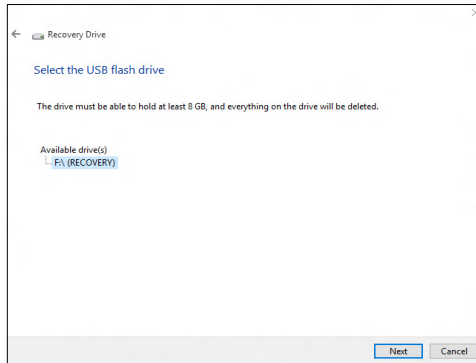 Recovery Drive
Select the USB flash drive
The drive must be able to hold at least 8 GB, and everything on the drive will be deleted.
Available drive(s)
F:\ (RECOVERY)
Next Cancel